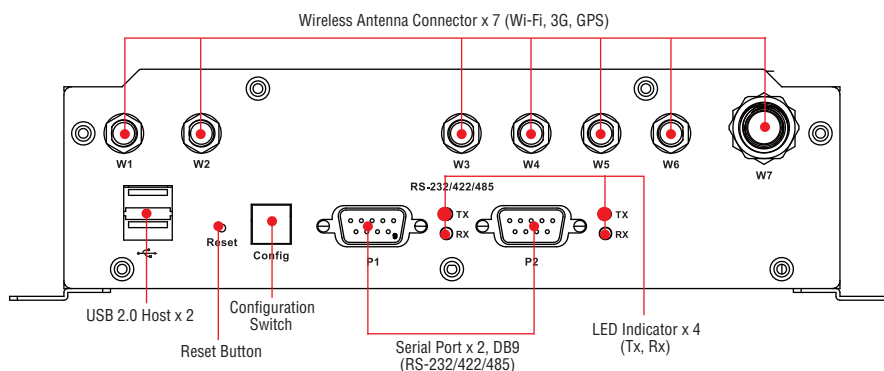 Wireless Antenna Connector x 7 (Wi-Fi, 3G, GPS)
W1
W2
W3
W4
W5
W6
W7
RS-232/422/485
TX
RX
TX
RX
Reset
Config
P1
P2
USB 2.0 Host x 2
Reset Button
Configuration
Switch
Serial Port x 2, DB9
(RS-232/422/485)
LED Indicator x 4
(Tx, Rx)